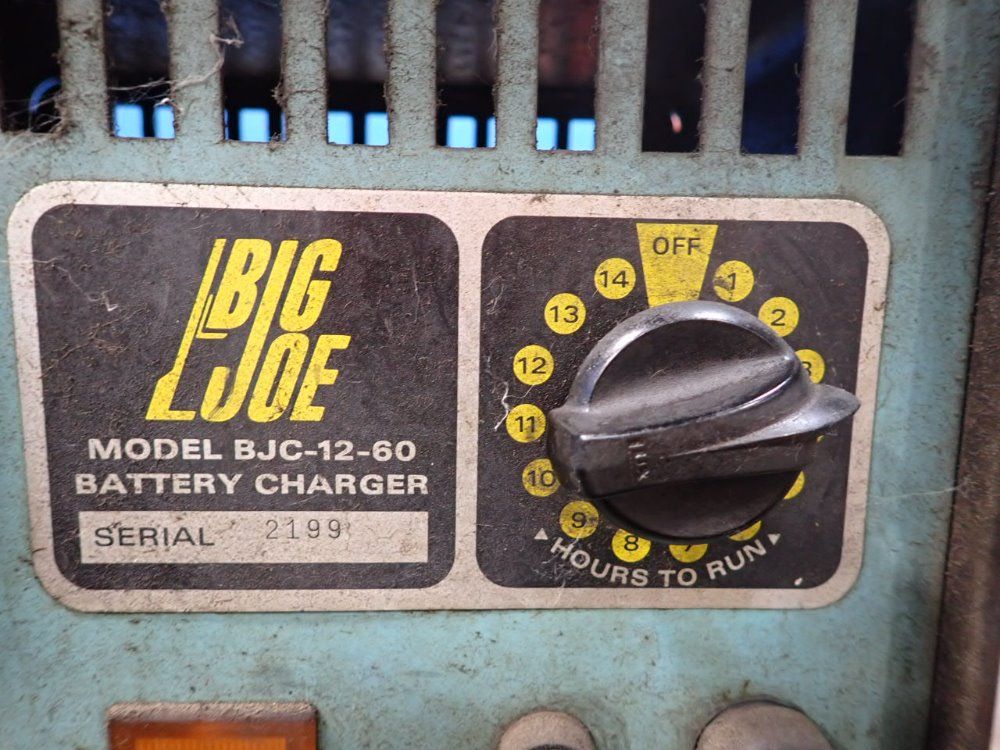 BIG
JOE
MODEL BJC-12-60
BATTERY CHARGER
SERIAL 2199
OFF
1
2
3
7
8
9
10
11
12
13
14
HOURS TO RUN